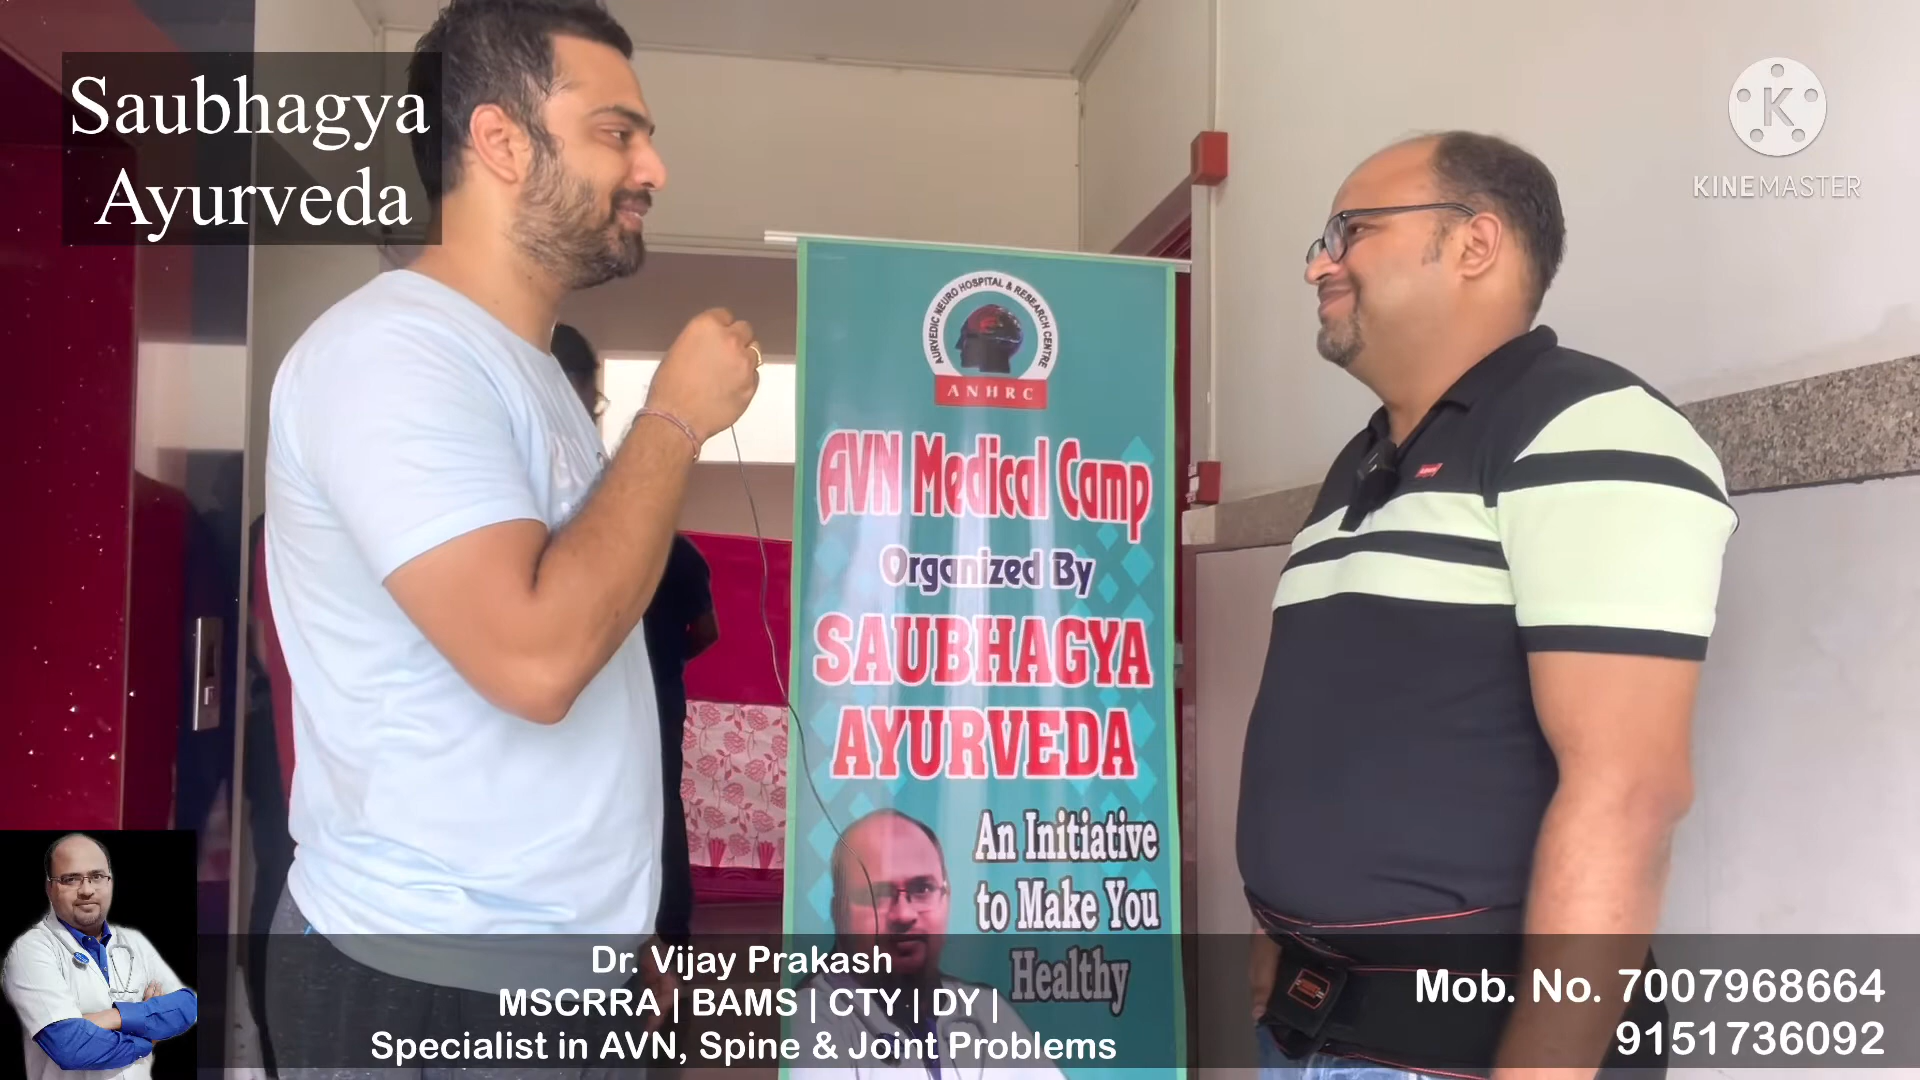 Saubhagya
Ayurveda
K
KINEMASTER
AURVEDIC NEURO HOSPITAL & RESEARCH CENTRE
ANHRC
AVN Medical Camp
Organized By
SAUBHAGYA
AYURVEDA
An Initiative
to Make You
Healthy
Dr. Vijay Prakash
MSCRRA | BAMS | CTY | DY |
Specialist in AVN, Spine & Joint Problems
Mob. No. 7007968664
9151736092